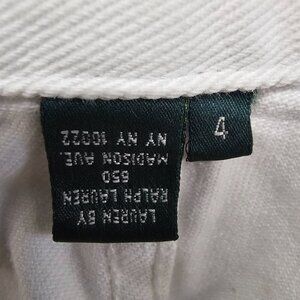 LAUREN BY
RALPH LAUREN
650
MADISON AVE.
NY NY 10022
4